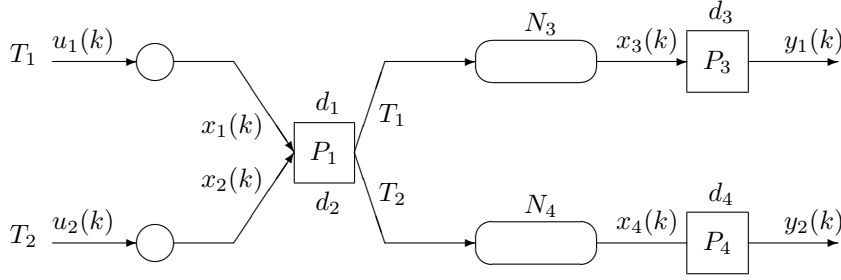 d₃
N₃
T₁ u₁(k) x₃(k) P₃ y₁(k)
d₁ T₁
x₁(k)
P₁
x₂(k)
d₂ T₂
d₄
N₄
T₂ u₂(k) x₄(k) P₄ y₂(k)